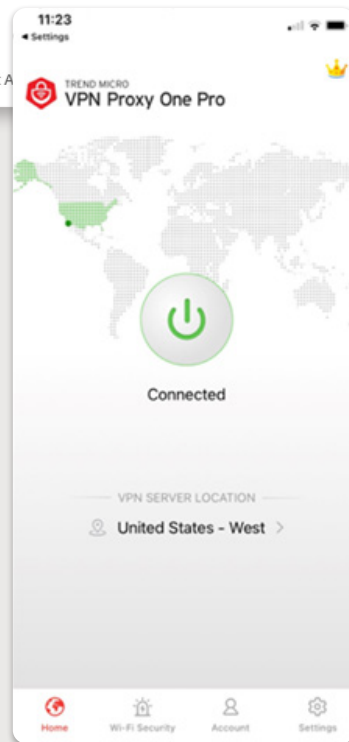 11:23
Settings
TREND MICRO
VPN Proxy One Pro
Connected
VPN SERVER LOCATION
United States - West
Home
Wi-Fi Security
Account
Settings